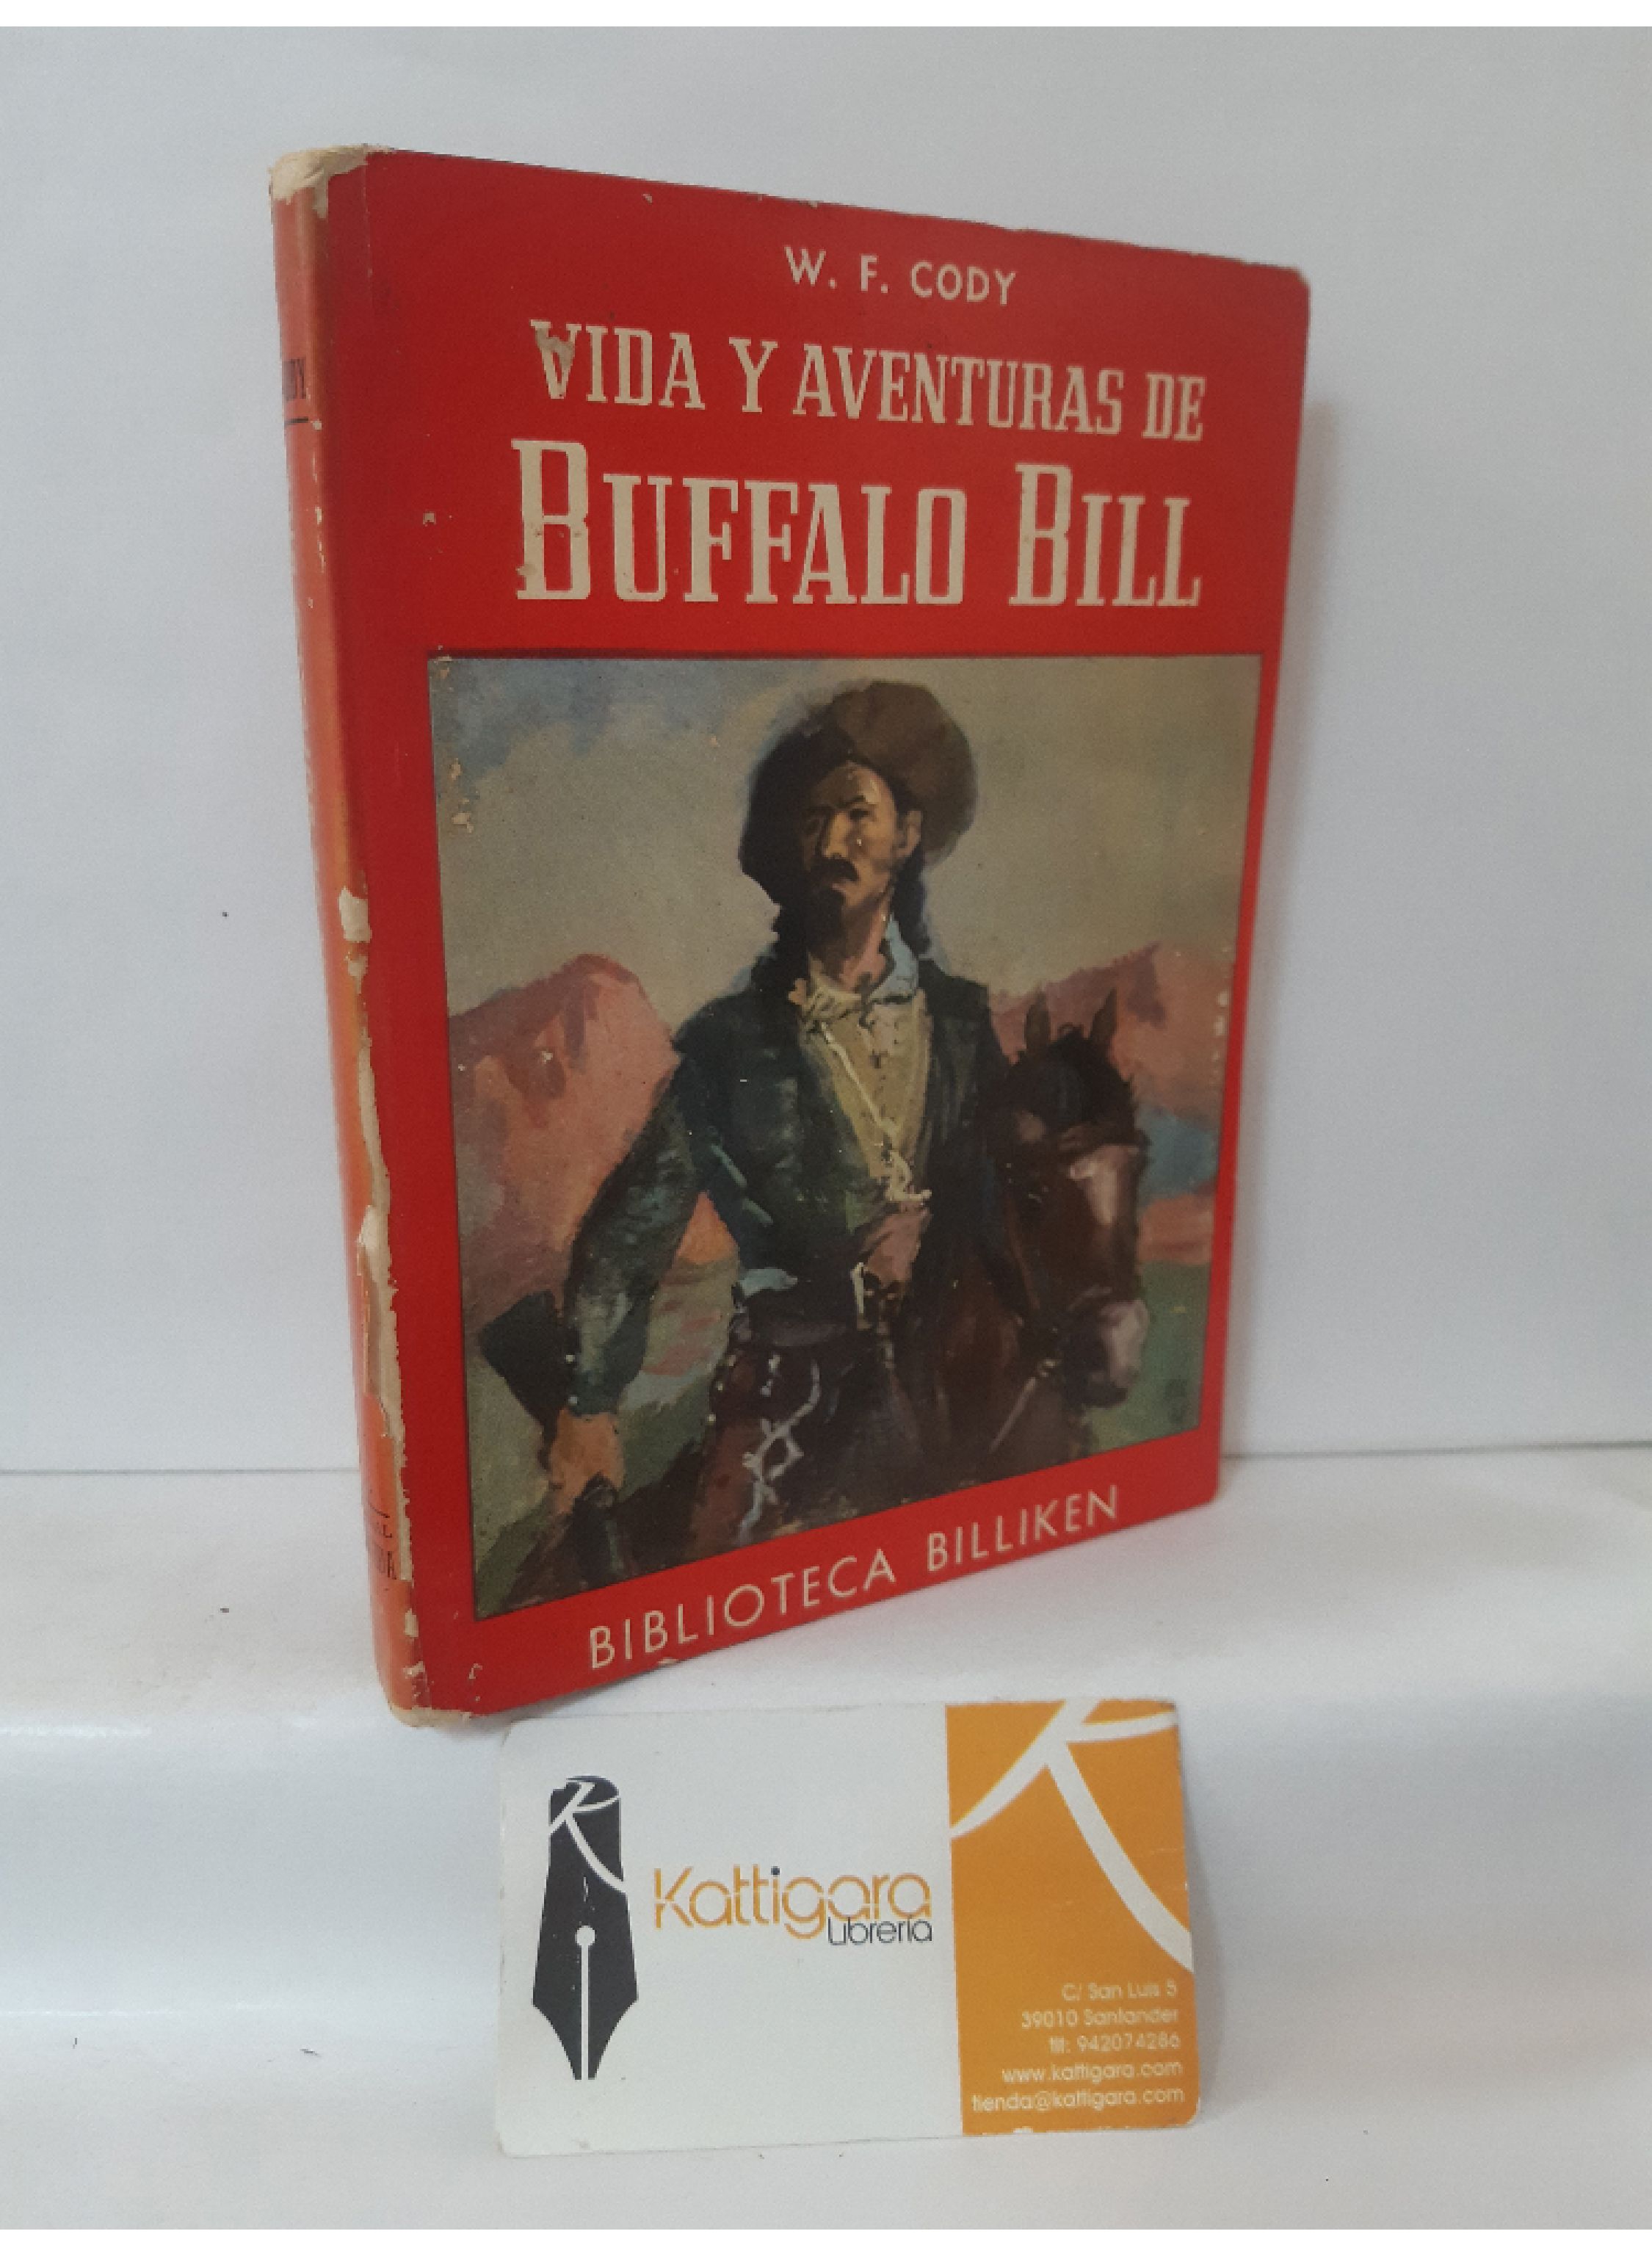 W. F. CODY
VIDA Y AVENTURAS DE
BUFFALO BILL
BIBLIOTECA BILLIKEN
Kattigara
Librería
C/ San Luis 5
39010 Santander
tlf: 942074286
www.kattigara.com
tienda@kattigara.com